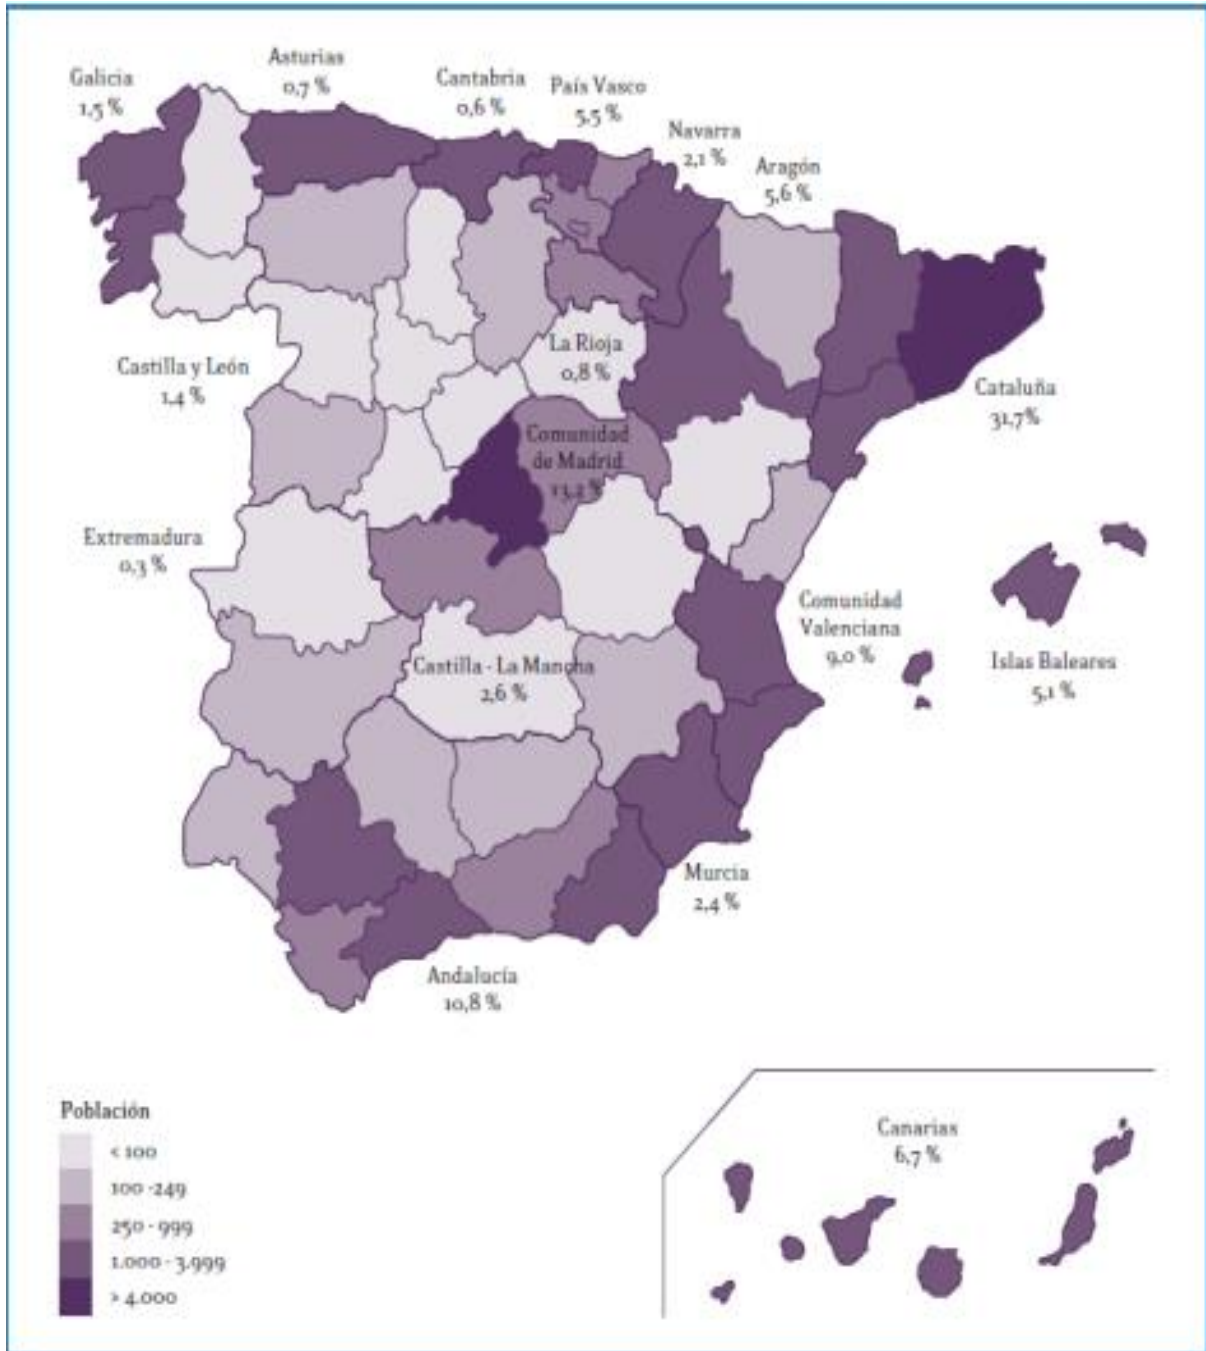 Asturias
0,7 %
Galicia
1,5 %
Cantabria
0,6 %
País Vasco
5,5 %
Navarra
2,1 %
Aragón
5,6 %
La Rioja
0,8 %
Castilla y León
1,4 %
Cataluña
31,7%
Comunidad
de Madrid
13,2 %
Extremadura
0,3 %
Comunidad
Valenciana
9,0 %
Islas Baleares
5,1 %
Castilla - La Mancha
2,6 %
Murcia
2,4 %
Andalucía
10,8 %
Canarias
6,7 %
Población
< 100
100 -249
250 - 999
1.000 - 3.999
> 4.000